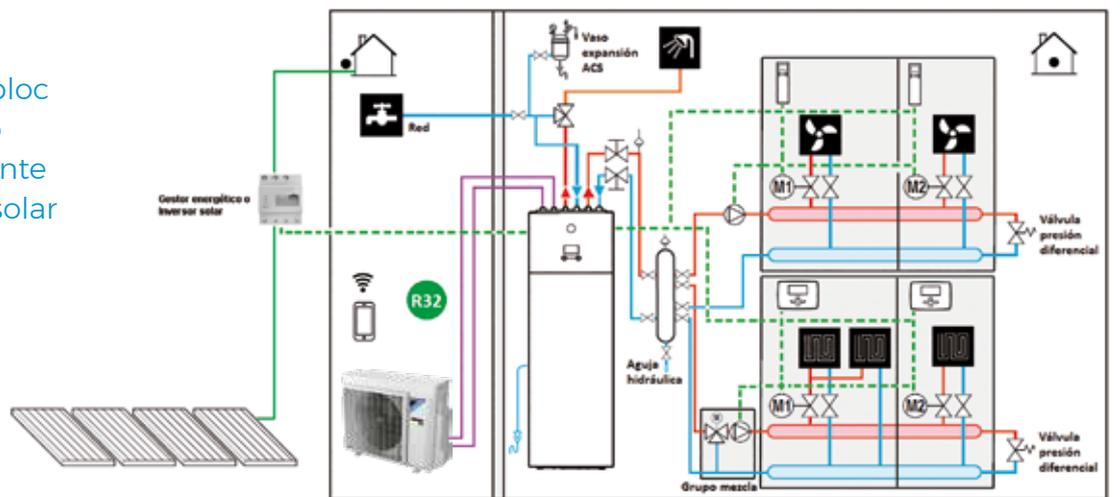 bloc
nte
solar
Vaso
expansión
ACS
Red
Gestor energético o
Inversor solar
R32
M1
M2
Válvula
presión
diferencial
Aguja
hidráulica
M1
M2
Válvula
presión
diferencial
Grupo mezcla